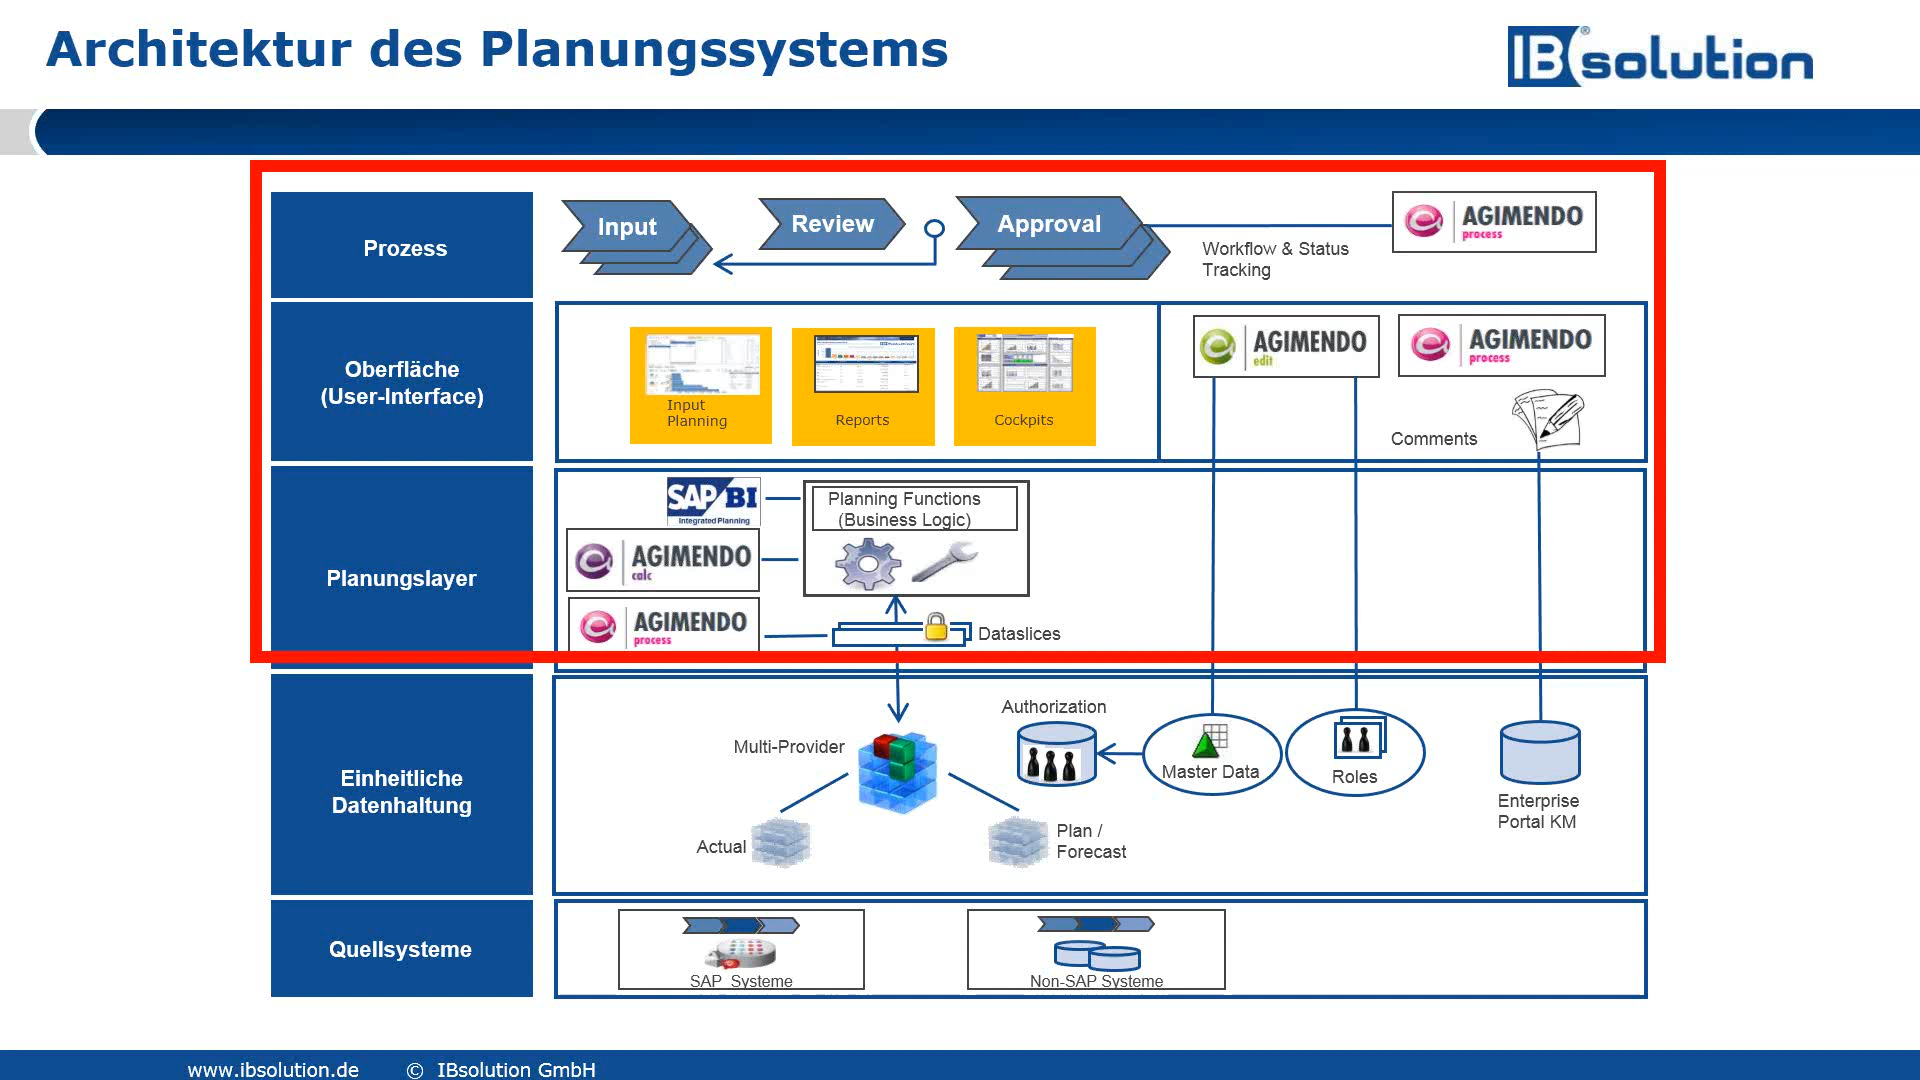 Architektur des Planungssystems
IBsolution
Prozess
Input
Review
Approval
Workflow & Status
Tracking
AGIMENDO
process
Oberfläche
(User-Interface)
Input
Planning
Reports
Cockpits
AGIMENDO
edit
AGIMENDO
process
Comments
Planungslayer
SAP BI
Integrated Planning
AGIMENDO
calc
AGIMENDO
process
Planning Functions
(Business Logic)
Dataslices
Einheitliche
Datenhaltung
Multi-Provider
Actual
Plan /
Forecast
Authorization
Master Data
Roles
Enterprise
Portal KM
Quellsysteme
SAP Systeme
Non-SAP Systeme
www.ibsolution.de © IBsolution GmbH